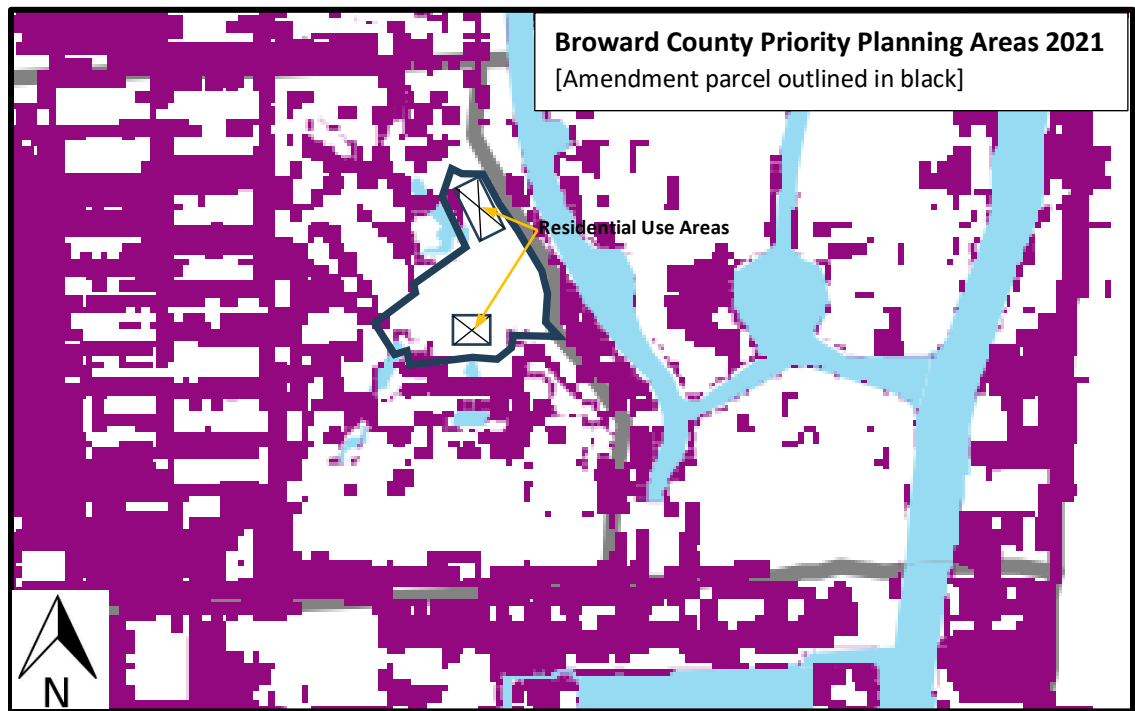 Broward County Priority Planning Areas 2021
[Amendment parcel outlined in black]
Residential Use Areas
N